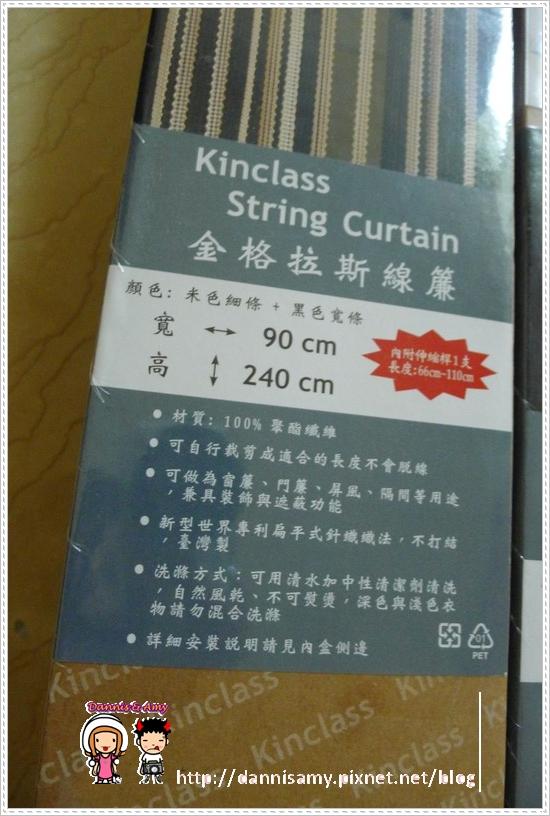 Kinclass
String Curtain
金格拉斯線簾
顏色: 米色細條 + 黑色寬條
寬 ↔ 90 cm
高 ↕ 240 cm
內附伸縮桿1支
長度:66cm~110cm
• 材質: 100% 聚酯纖維
• 可自行裁剪成適合的長度不會脫線
• 可做為窗簾、門簾、屏風、隔間等用途
，兼具裝飾與遮蔽功能
• 新型世界專利扁平式針織織法，不打結
，臺灣製
• 洗滌方式：可用清水加中性清潔劑清洗
，自然風乾、不可熨燙，深色與淺色衣
物請勿混合洗滌
• 詳細安裝說明請見內盒側邊
01
PET
Kinclass
Kinclass
Kinclass
Kinclass
Kinclass
Dannis & Amy
http://dannisamy.pixnet.net/blog